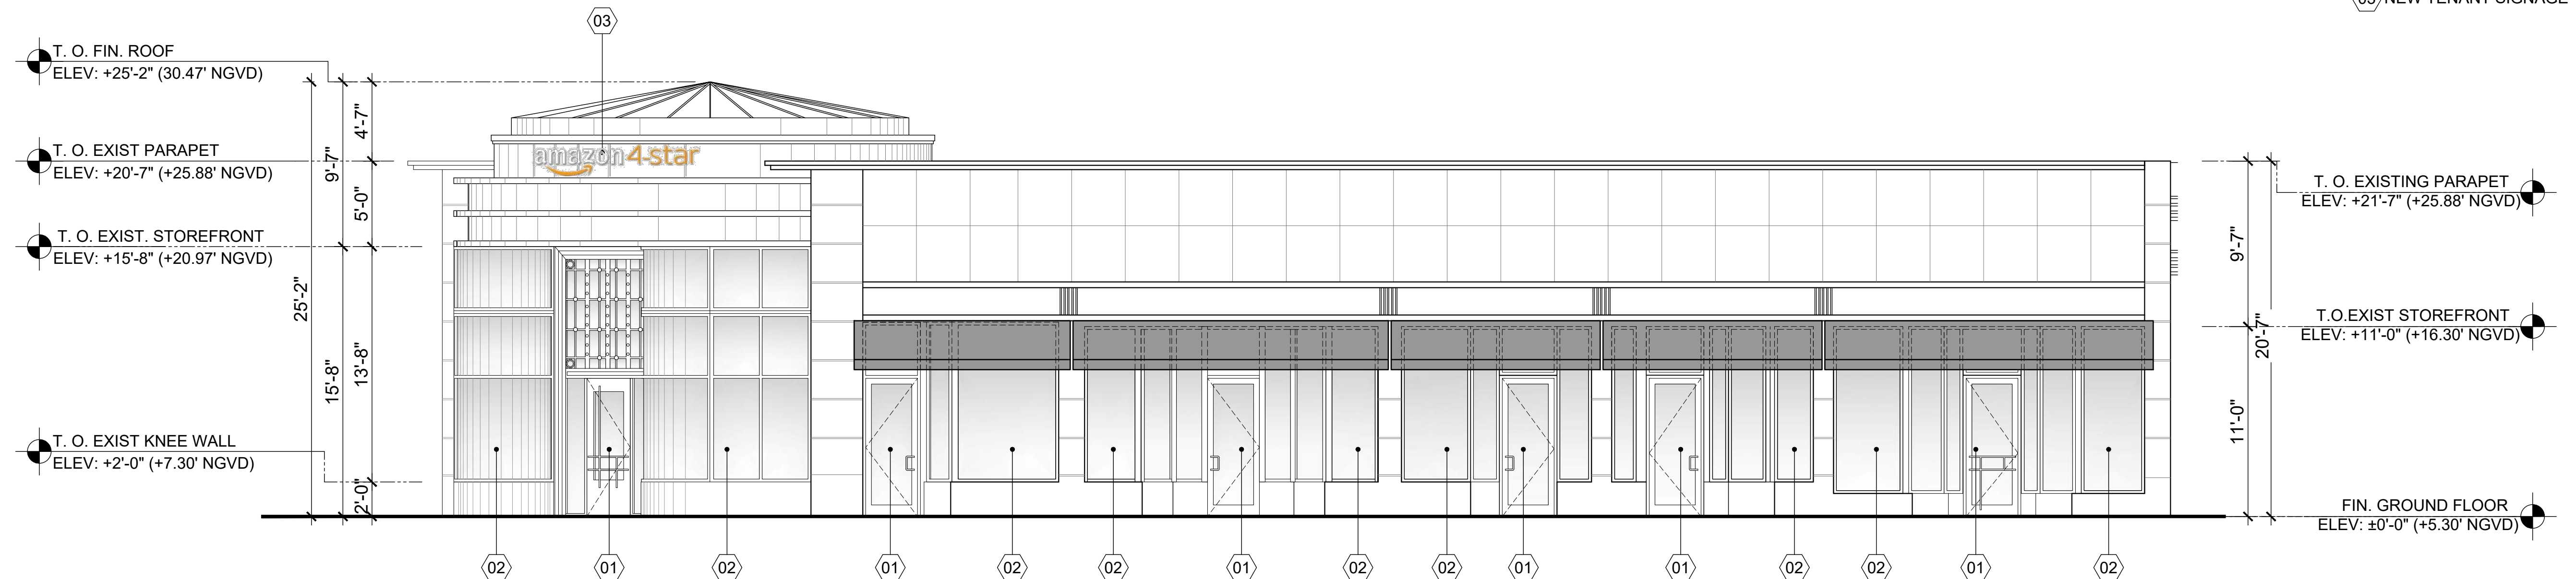 03 NEW TENANT SIGNAGE
03
T. O. FIN. ROOF
ELEV: +25'-2" (30.47' NGVD)
T. O. EXIST PARAPET
ELEV: +20'-7" (+25.88' NGVD)
T. O. EXIST. STOREFRONT
ELEV: +15'-8" (+20.97' NGVD)
T. O. EXIST KNEE WALL
ELEV: +2'-0" (+7.30' NGVD)
25'-2"
9'-7"
15'-8"
4'-7"
5'-0"
13'-8"
2'-0"
amazon 4-star
T. O. EXISTING PARAPET
ELEV: +21'-7" (+25.88' NGVD)
T.O.EXIST STOREFRONT
ELEV: +11'-0" (+16.30' NGVD)
FIN. GROUND FLOOR
ELEV: ±0'-0" (+5.30' NGVD)
9'-7"
11'-0"
20'-7"
02 01 02 01 02 02 01 02 02 01 01 02 02 01 02